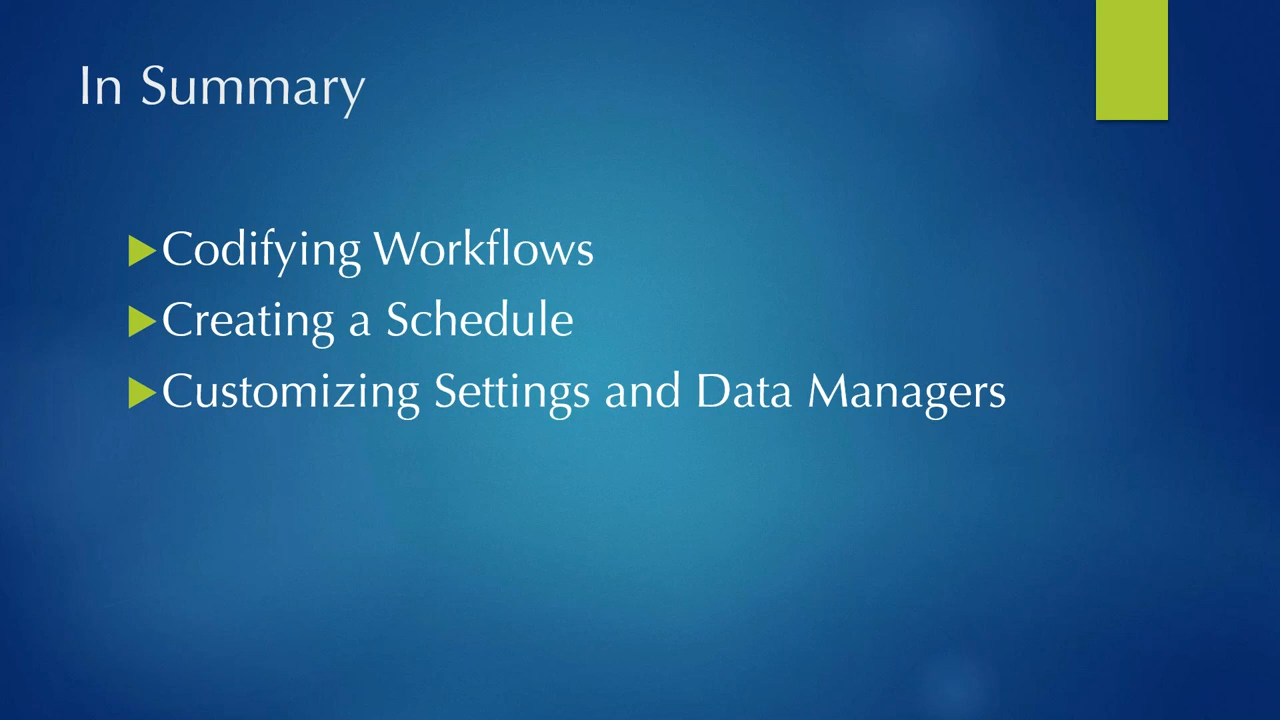 In Summary
Codifying Workflows
Creating a Schedule
Customizing Settings and Data Managers